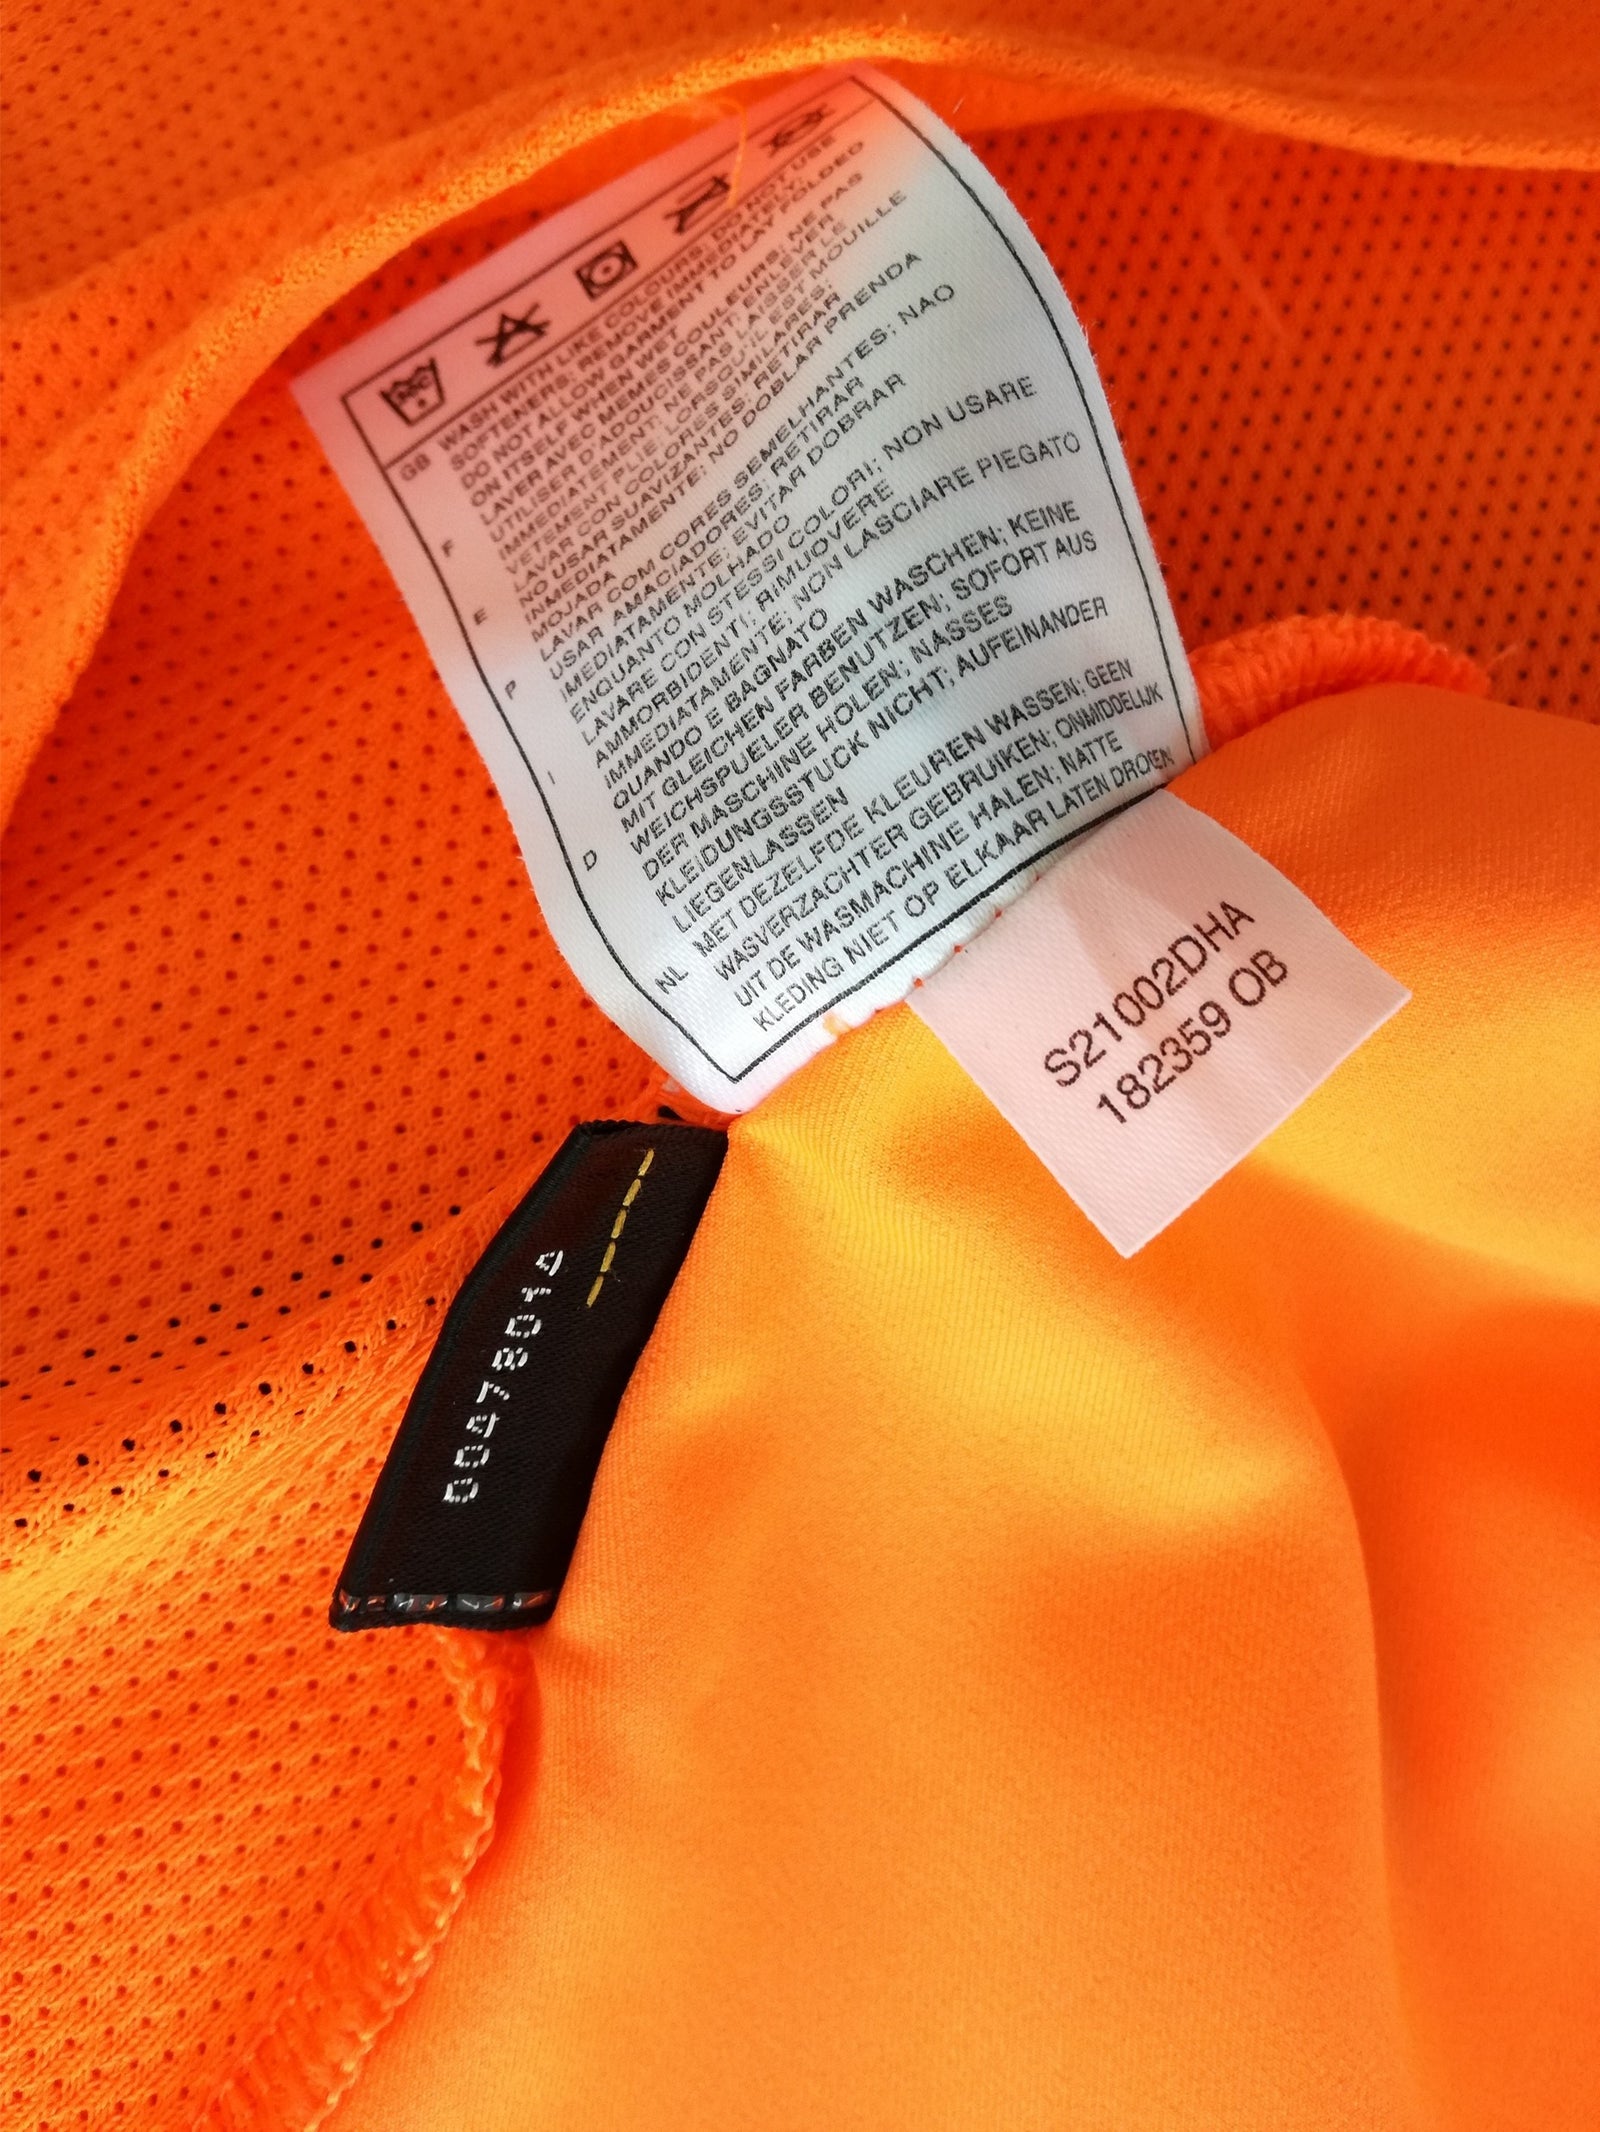 GB WASH WITH LIKE COLOURS; DO NOT USE
SOFTENERS; REMOVE IMMEDIATELY;
DO NOT ALLOW GARMENT TO LAY FOLDED
ON ITSELF WHEN WET
F LAVER AVEC MEMES COULEURS; NE PAS
UTILISER D'ADOUCISSANT; ENLEVER
IMMEDIATEMENT; NE PAS LAISSER LE
VETEMENT PLIE LORSQU'IL EST MOUILLE
E LAVAR CON COLORES SIMILARES;
NO USAR SUAVIZANTES; RETIRAR
INMEDIATAMENTE; NO DOBLAR PRENDA
MOJADA
P LAVAR COM CORES SEMELHANTES; NAO
USAR AMACIADORES; RETIRAR
IMEDIATAMENTE; EVITAR DOBRAR
ENQUANTO MOLHADO
I LAVARE CON STESSI COLORI; NON USARE
AMMORBIDENTI; RIMUOVERE
IMMEDIATAMENTE; NON LASCIARE PIEGATO
QUANDO E BAGNATO
D MIT GLEICHEN FARBEN WASCHEN; KEINE
WEICHSPUELER BENUTZEN; SOFORT AUS
DER MASCHINE HOLEN; NASSES
KLEIDUNGSSTUCK NICHT; AUFEINANDER
LIEGENLASSEN
NL MET DEZELFDE KLEUREN WASSEN; GEEN
WASVERZACHTER GEBRUIKEN; ONMIDDELIJK
UIT DE WASMACHINE HALEN; NATTE
KLEDING NIET OP ELKAAR LATEN DROGEN
S21002DHA
182359 OB
0047801A